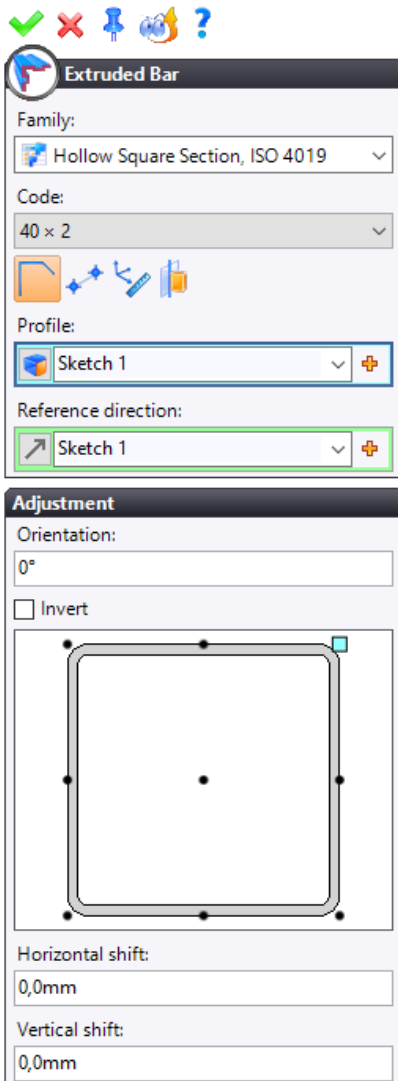 ?
Extruded Bar
Family:
Hollow Square Section, ISO 4019
Code:
40 × 2
Profile:
Sketch 1
Reference direction:
Sketch 1
Adjustment
Orientation:
0°
Invert
Horizontal shift:
0,0mm
Vertical shift:
0,0mm